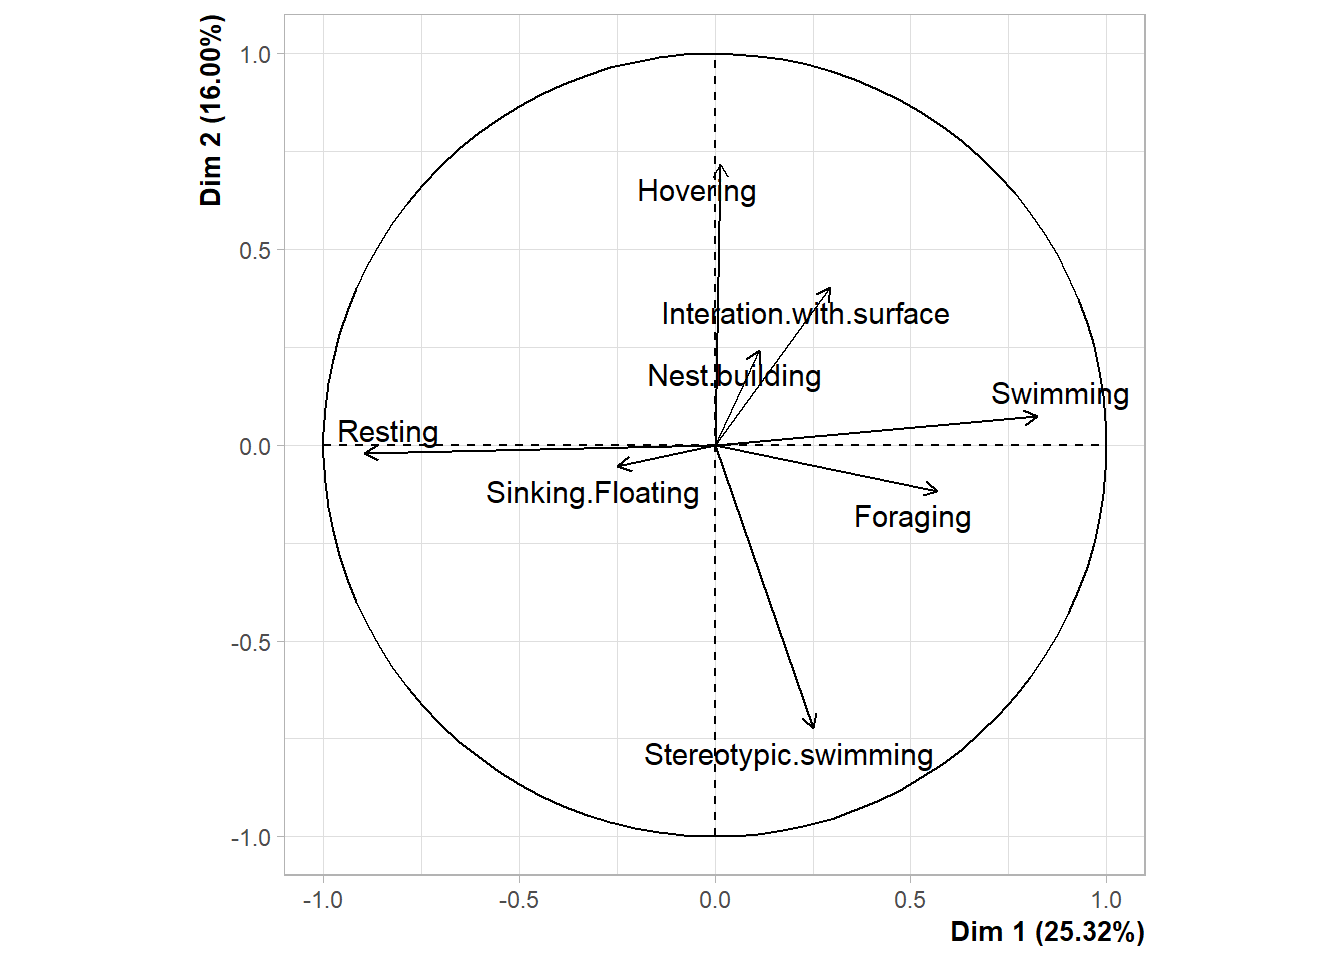 Dim 2 (16.00%)
1.0
0.5
0.0
-0.5
-1.0
Hovering
Interation.with.surface
Nest.building
Swimming
Resting
Sinking.Floating
Foraging
Stereotypic.swimming
-1.0 -0.5 0.0 0.5 1.0
Dim 1 (25.32%)